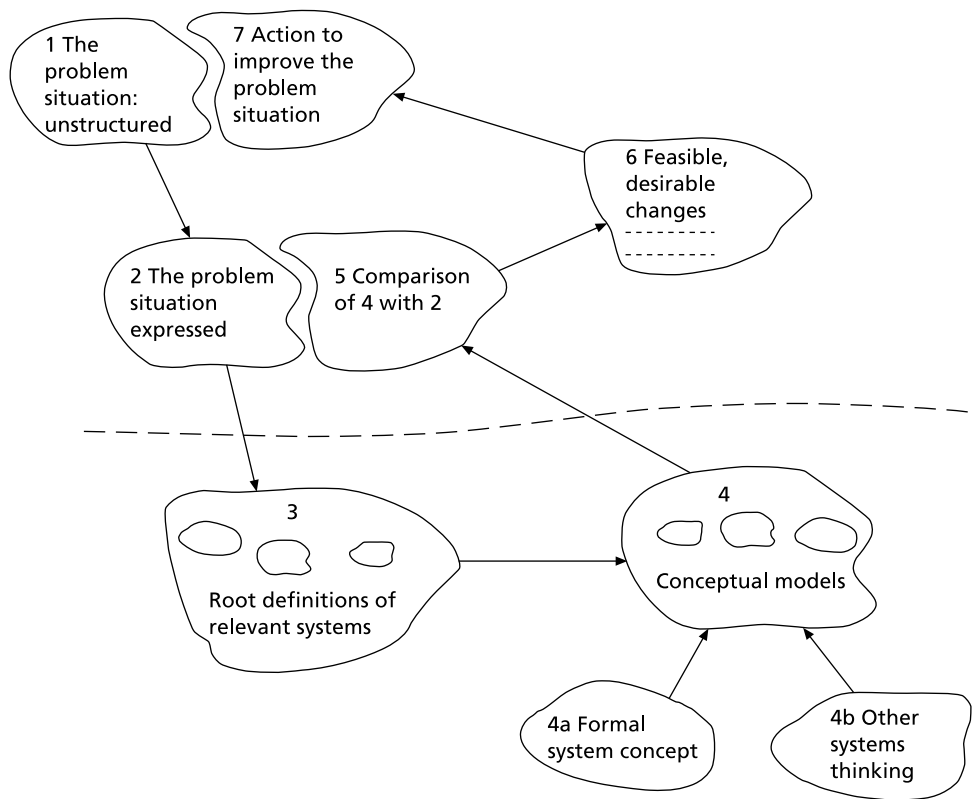 1 The
problem
situation:
unstructured
7 Action to
improve the
problem
situation
6 Feasible,
desirable
changes
2 The problem
situation
expressed
5 Comparison
of 4 with 2
3
Root definitions of
relevant systems
4
Conceptual models
4a Formal
system concept
4b Other
systems
thinking